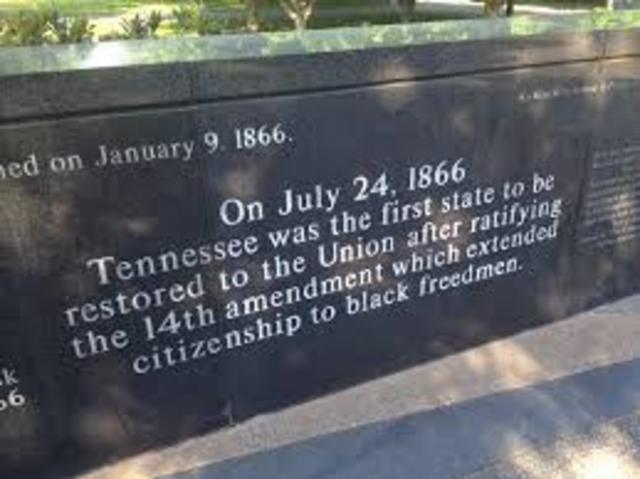 ned on January 9, 1866.
On July 24, 1866
Tennessee was the first state to be
restored to the Union after ratifying
the 14th amendment which extended
citizenship to black freedmen.
k
66